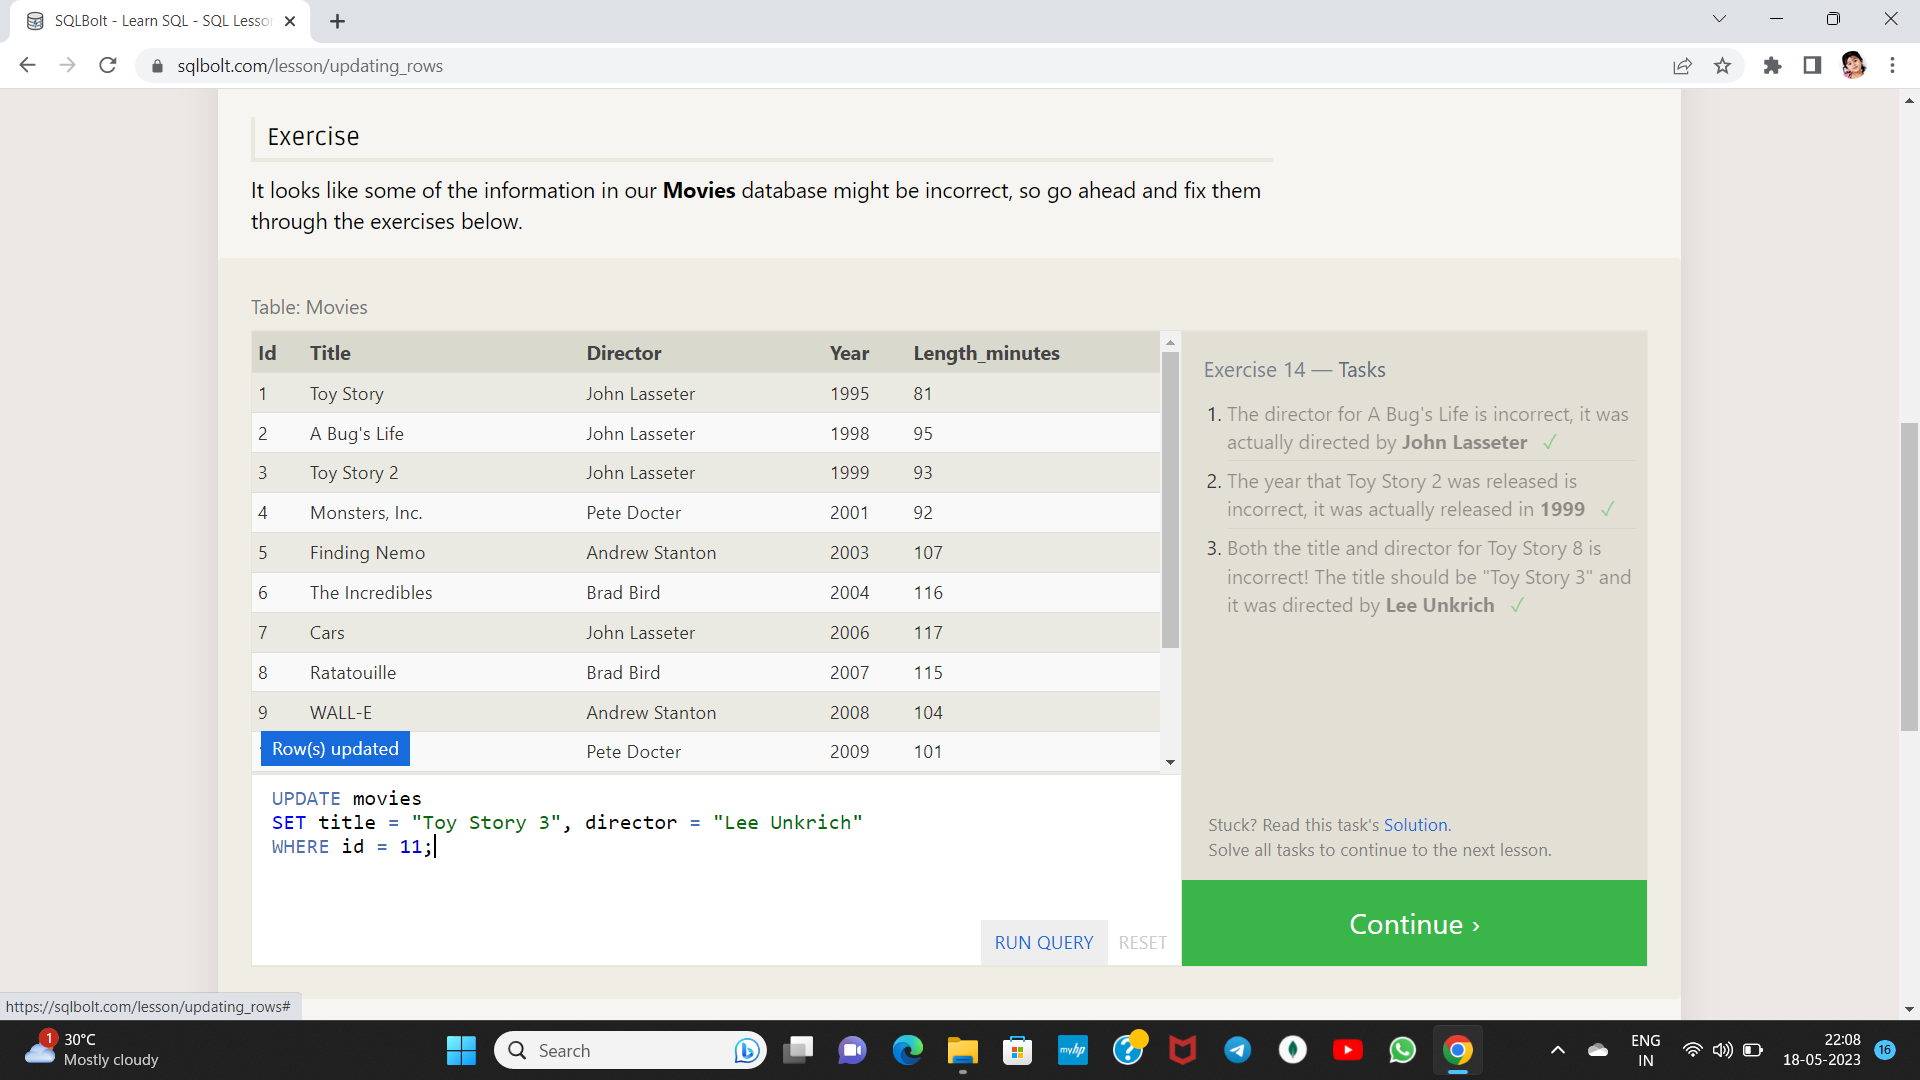 SQLBolt - Learn SQL - SQL Lesso
sqlbolt.com/lesson/updating_rows
Exercise
It looks like some of the information in our Movies database might be incorrect, so go ahead and fix them
through the exercises below.
Table: Movies
Id Title Director Year Length_minutes
1 Toy Story John Lasseter 1995 81
2 A Bug's Life John Lasseter 1998 95
3 Toy Story 2 John Lasseter 1999 93
4 Monsters, Inc. Pete Docter 2001 92
5 Finding Nemo Andrew Stanton 2003 107
6 The Incredibles Brad Bird 2004 116
7 Cars John Lasseter 2006 117
8 Ratatouille Brad Bird 2007 115
9 WALL-E Andrew Stanton 2008 104
Row(s) updated Pete Docter 2009 101
UPDATE movies
SET title = "Toy Story 3", director = "Lee Unkrich"
WHERE id = 11;
RUN QUERY RESET
Exercise 14 — Tasks
1. The director for A Bug's Life is incorrect, it was
actually directed by John Lasseter ✓
2. The year that Toy Story 2 was released is
incorrect, it was actually released in 1999 ✓
3. Both the title and director for Toy Story 8 is
incorrect! The title should be "Toy Story 3" and
it was directed by Lee Unkrich ✓
Stuck? Read this task's Solution.
Solve all tasks to continue to the next lesson.
Continue ›
https://sqlbolt.com/lesson/updating_rows#
1
30°C
Mostly cloudy
Search
myhp
ENG
IN
22:08
18-05-2023
16